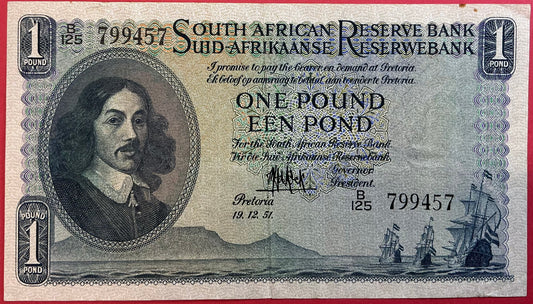 1
POUND
B/125 799457
SOUTH AFRICAN RESERVE BANK
SUID-AFRIKAANSE RESERWEBANK
1
POUND
I promise to pay the bearer on demand at Pretoria.
Ek beloof op aanvraag te betaal aan toonder te Pretoria.
ONE POUND
EEN POND
For the South African Reserve Bank.
Vir die Suid-Afrikaanse Reserwebank.
Governor
President.
Pretoria
19.12.51.
B/125 799457
1
POND